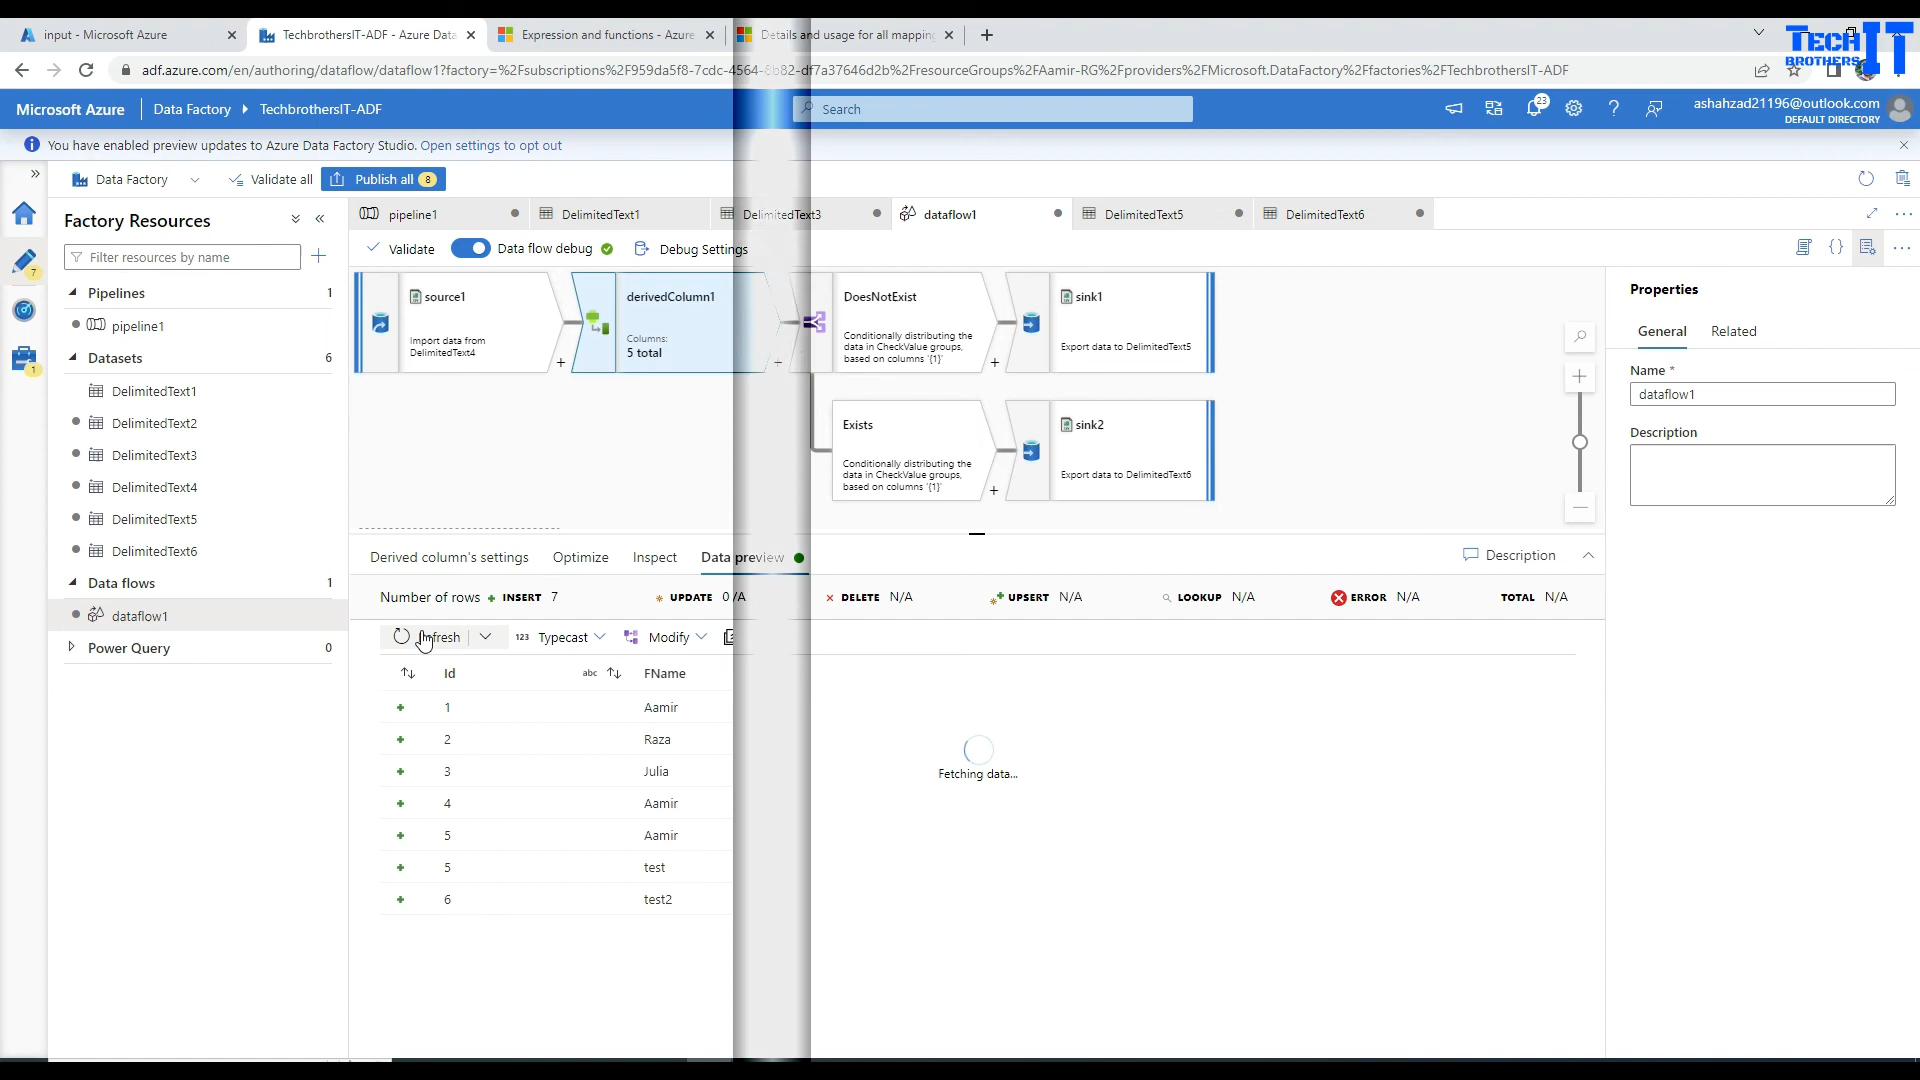 input - Microsoft Azure
TechbrothersIT-ADF - Azure Data
Expression and functions - Azure
Details and usage for all mapping
TECH
BROTHERS
IT
adf.azure.com/en/authoring/dataflow/dataflow1?factory=%2Fsubscriptions%2F959da5f8-7cdc-4564-8b82-df7a37646d2b%2FresourceGroups%2FAamir-RG%2Fproviders%2FMicrosoft.DataFactory%2Ffactories%2FTechbrothersIT-ADF
Microsoft Azure
Data Factory
TechbrothersIT-ADF
Search
23
ashahzad21196@outlook.com
DEFAULT DIRECTORY
You have enabled preview updates to Azure Data Factory Studio. Open settings to opt out
Data Factory
Validate all
Publish all 8
7
1
Factory Resources
Filter resources by name
Pipelines 1
pipeline1
Datasets 6
DelimitedText1
DelimitedText2
DelimitedText3
DelimitedText4
DelimitedText5
DelimitedText6
Data flows 1
dataflow1
Power Query 0
pipeline1
DelimitedText1
DelimitedText3
dataflow1
DelimitedText5
DelimitedText6
Validate
Data flow debug
Debug Settings
source1
Import data from
DelimitedText4
derivedColumn1
Columns:
5 total
DoesNotExist
Conditionally distributing the
data in CheckValue groups,
based on columns '{1}'
sink1
Export data to DelimitedText5
Exists
Conditionally distributing the
data in CheckValue groups,
based on columns '{1}'
sink2
Export data to DelimitedText6
Derived column's settings
Optimize
Inspect
Data preview
Description
Number of rows
INSERT 7
UPDATE 0
/A
DELETE N/A
UPSERT N/A
LOOKUP N/A
ERROR N/A
TOTAL N/A
Refresh
123 Typecast
Modify
Id abc FName
1 Aamir
2 Raza
3 Julia
4 Aamir
5 Aamir
5 test
6 test2
Fetching data...
Properties
General
Related
Name *
dataflow1
Description